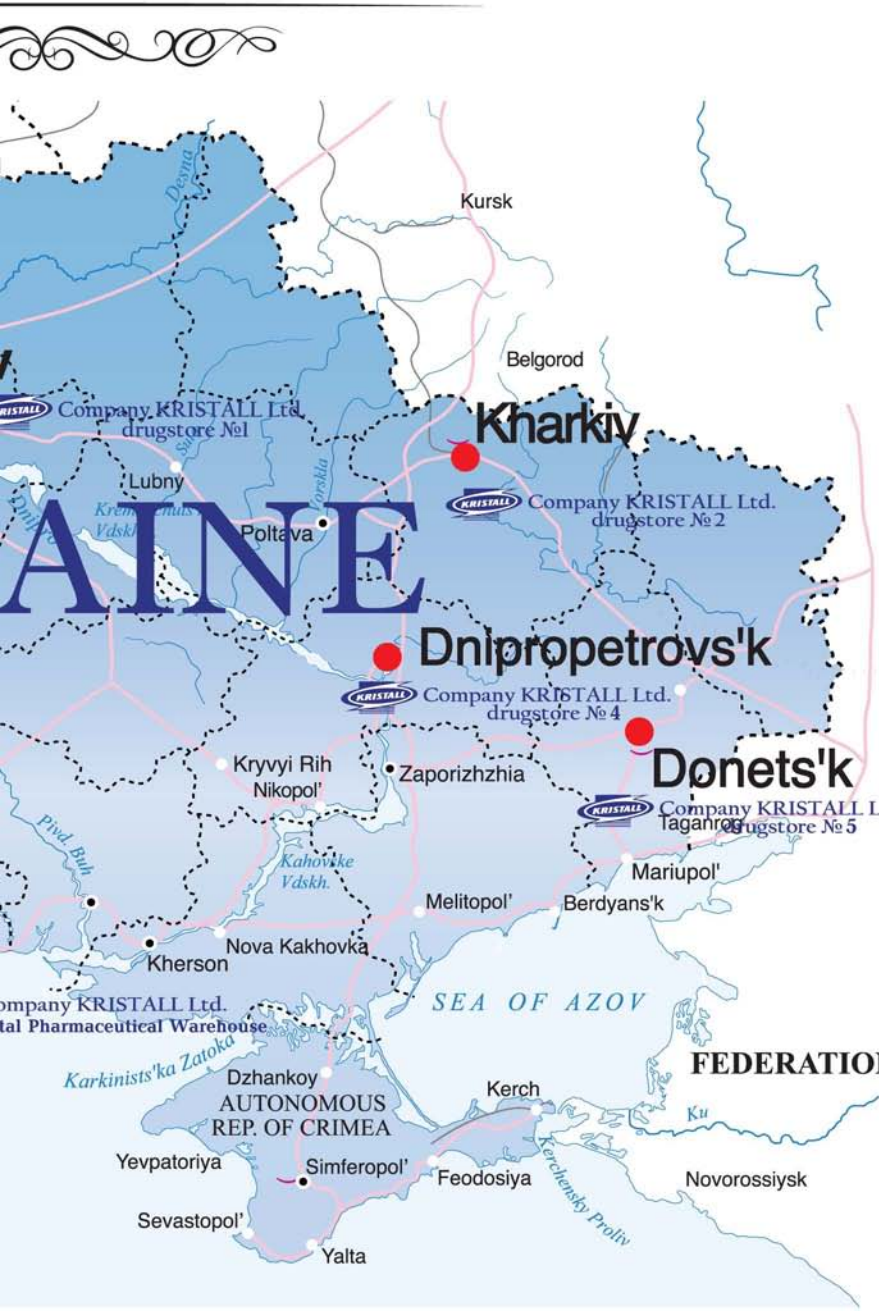 Desna
Kursk
Belgorod
Kharkiv
KRISTALL
Company KRISTALL Ltd.
drugstore №1
Lubny
Vorskla
KRISTALL
Company KRISTALL Ltd.
drugstore №2
Vdskh.
Poltava
AINE
Dnipropetrovs'k
KRISTALL
Company KRISTALL Ltd.
drugstore №4
Donets'k
Kryvyi Rih
Zaporizhzhia
Nikopol'
KRISTALL
Company KRISTALL L
drugstore №5
Taganrog
Pivd. Buh
Kahovske
Vdskh.
Mariupol'
Melitopol'
Berdyans'k
Nova Kakhovka
Kherson
ompany KRISTALL Ltd.
tal Pharmaceutical Warehouse
SEA OF AZOV
Karkinists'ka Zatoka
FEDERATIO
Dzhankoy
Kerch
AUTONOMOUS
REP. OF CRIMEA
Ku
Kerchensky Proliv
Yevpatoriya
Simferopol'
Feodosiya
Novorossiysk
Sevastopol'
Yalta